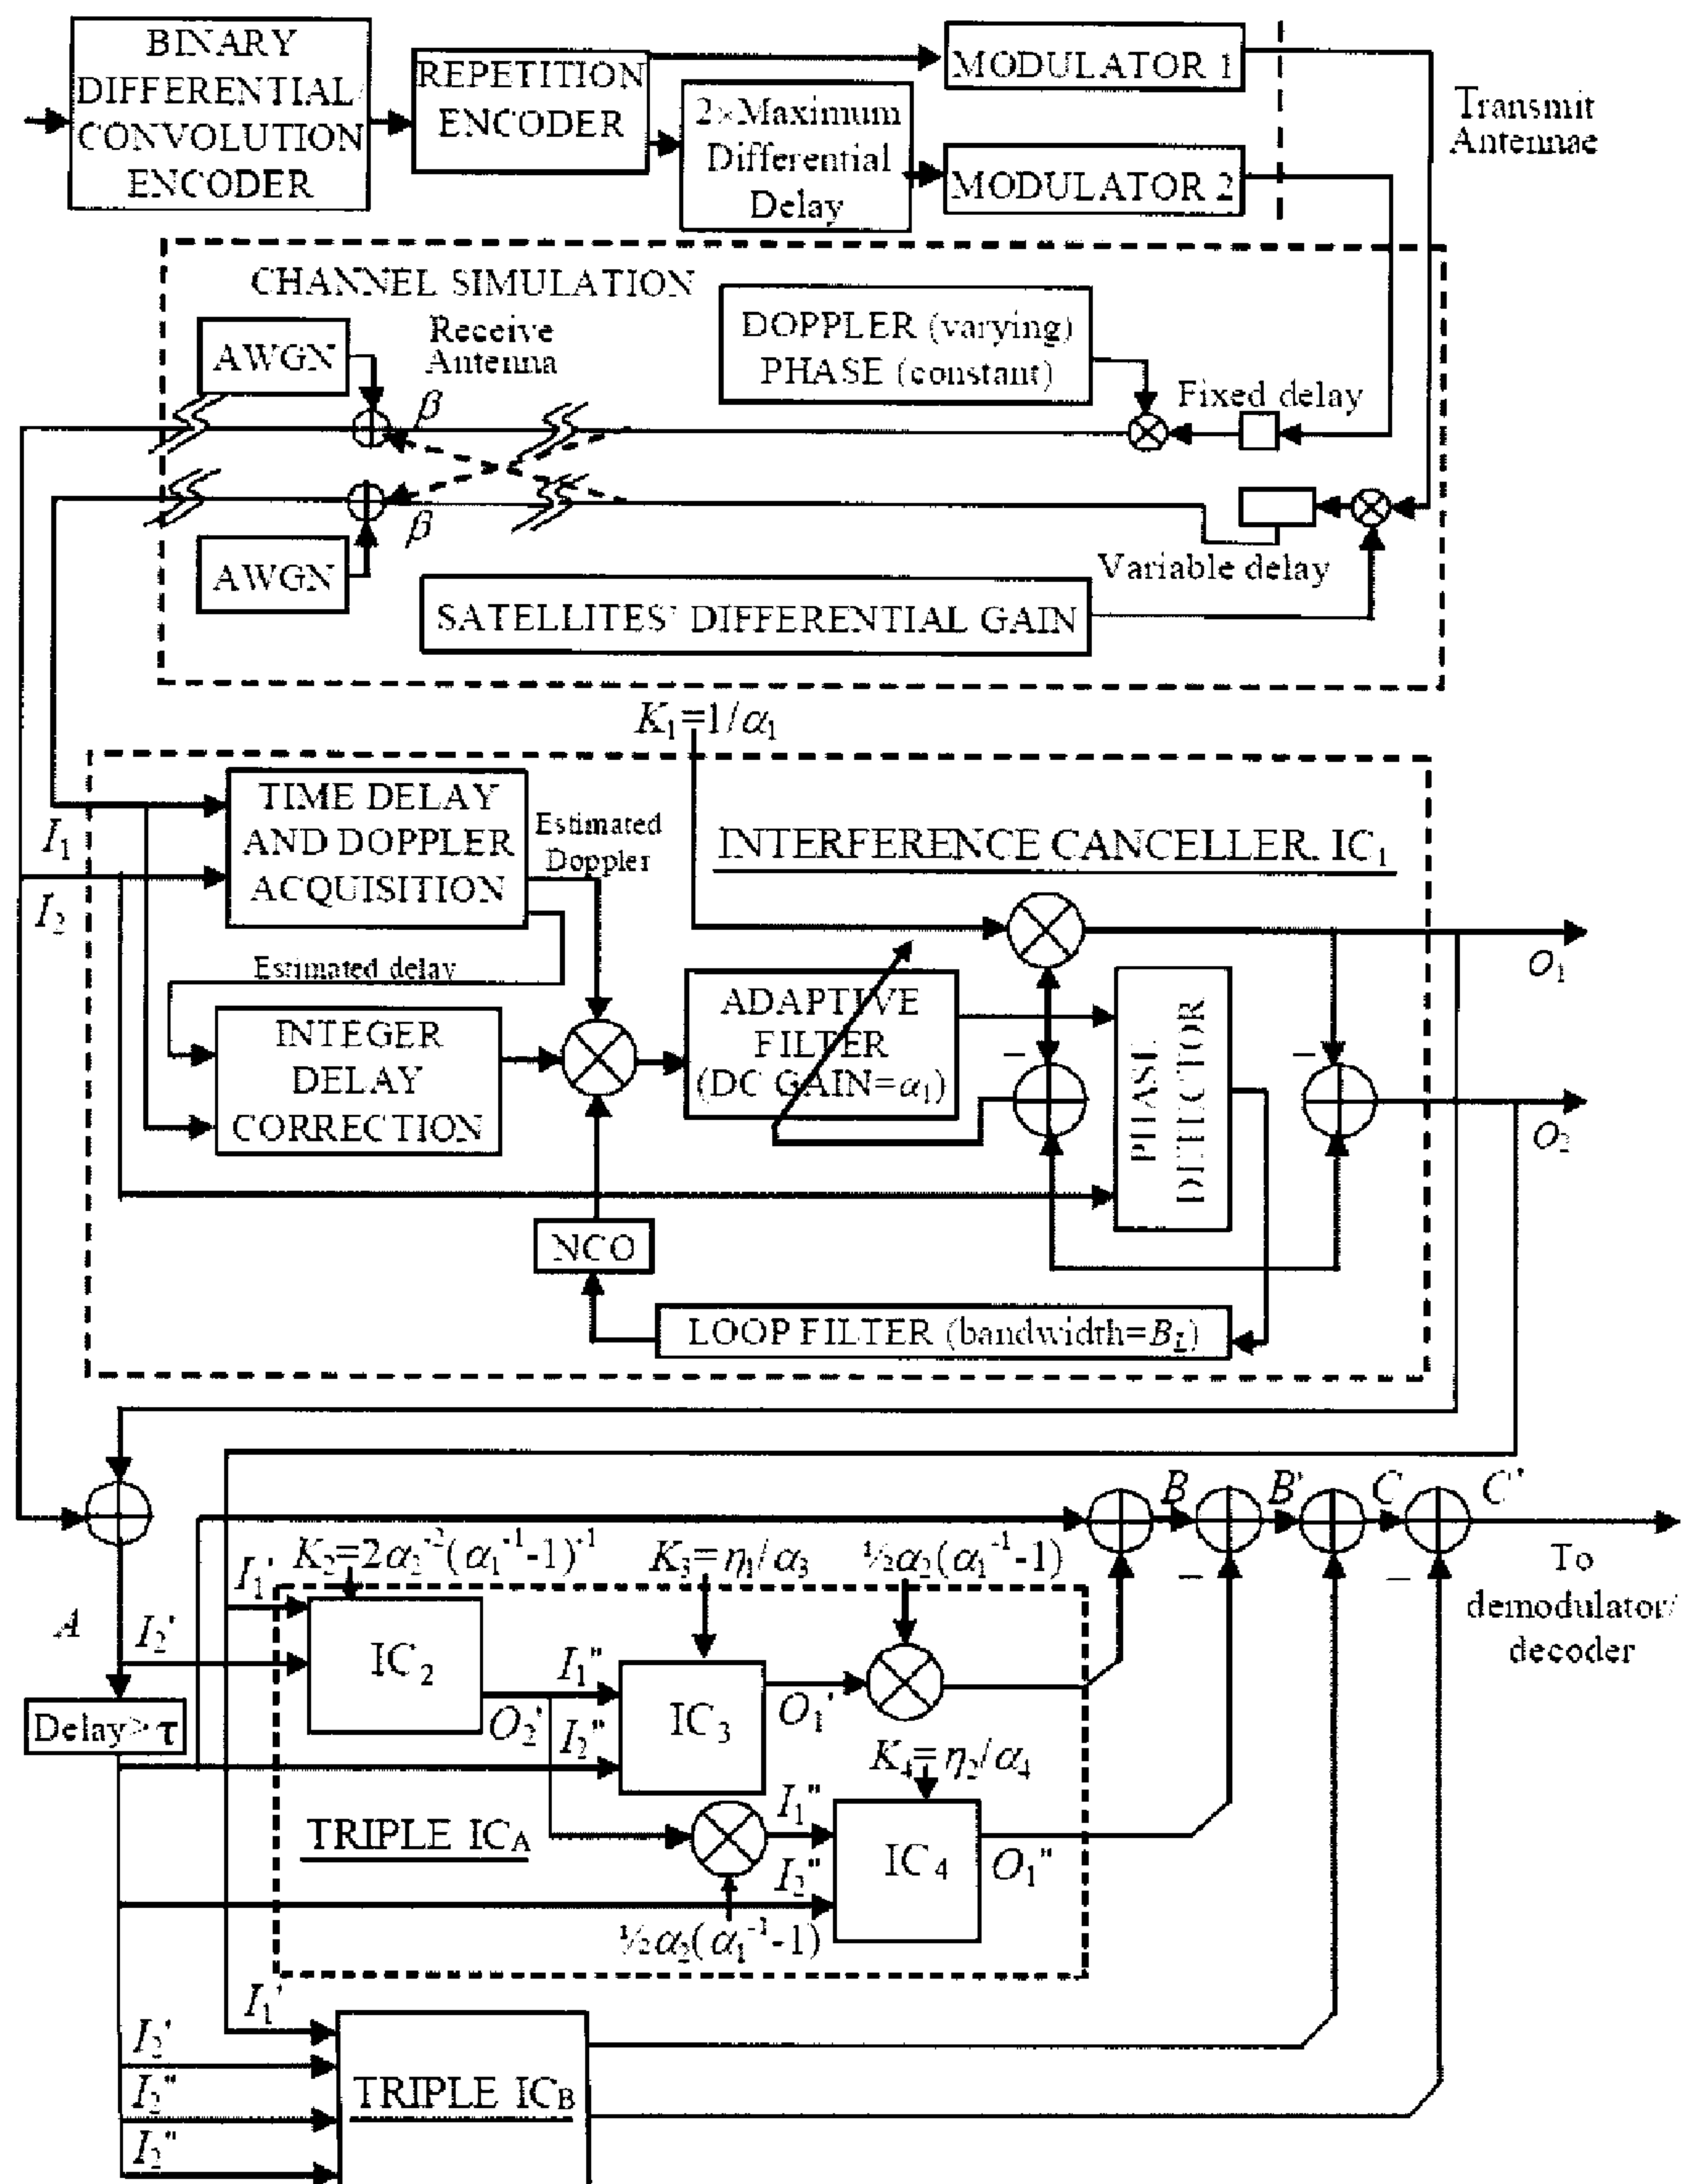 BINARY
DIFFERENTIAL/
CONVOLUTION
ENCODER
REPETITION
ENCODER
2×Maximum
Differential
Delay
MODULATOR 1
MODULATOR 2
Transmit
Antennae
CHANNEL SIMULATION
AWGN
Receive
Antenna
β
DOPPLER (varying)
PHASE (constant)
Fixed delay
β
AWGN
Variable delay
SATELLITES' DIFFERENTIAL GAIN
K₁=1/α₁
I₁
I₂
TIME DELAY
AND DOPPLER
ACQUISITION
Estimated
Doppler
INTERFERENCE CANCELLER. IC₁
Estimated delay
INTEGER
DELAY
CORRECTION
ADAPTIVE
FILTER
(DC GAIN=α₁)
–
PHASE
DETECTOR
–
O₁
O₂
NCO
LOOP FILTER (bandwidth=B_L)
A
K₂=2α₂⁻²(α₁⁻¹-1)⁻¹
K₃=η₁/α₃
½α₂(α₁⁻¹-1)
B
B'
C
C'
–
–
To
demodulator/
decoder
I₁'
I₂'
IC₂
O₂'
I₁"
I₂"
IC₃
O₁'
Delay> τ
K₄=η₂/α₄
TRIPLE IC_A
I₁"
I₂"
IC₄
O₁"
½α₂(α₁⁻¹-1)
I₁'
I₂'
I₂"
I₂"
TRIPLE IC_B